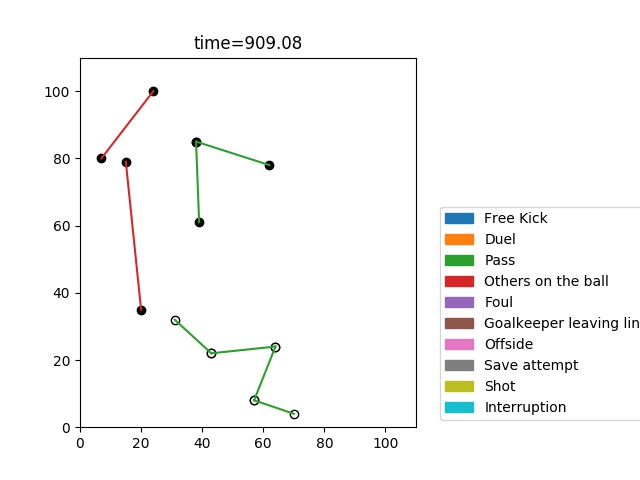 time=909.08
100
80
60
40
20
0
0 20 40 60 80 100
Free Kick
Duel
Pass
Others on the ball
Foul
Goalkeeper leaving lin
Offside
Save attempt
Shot
Interruption